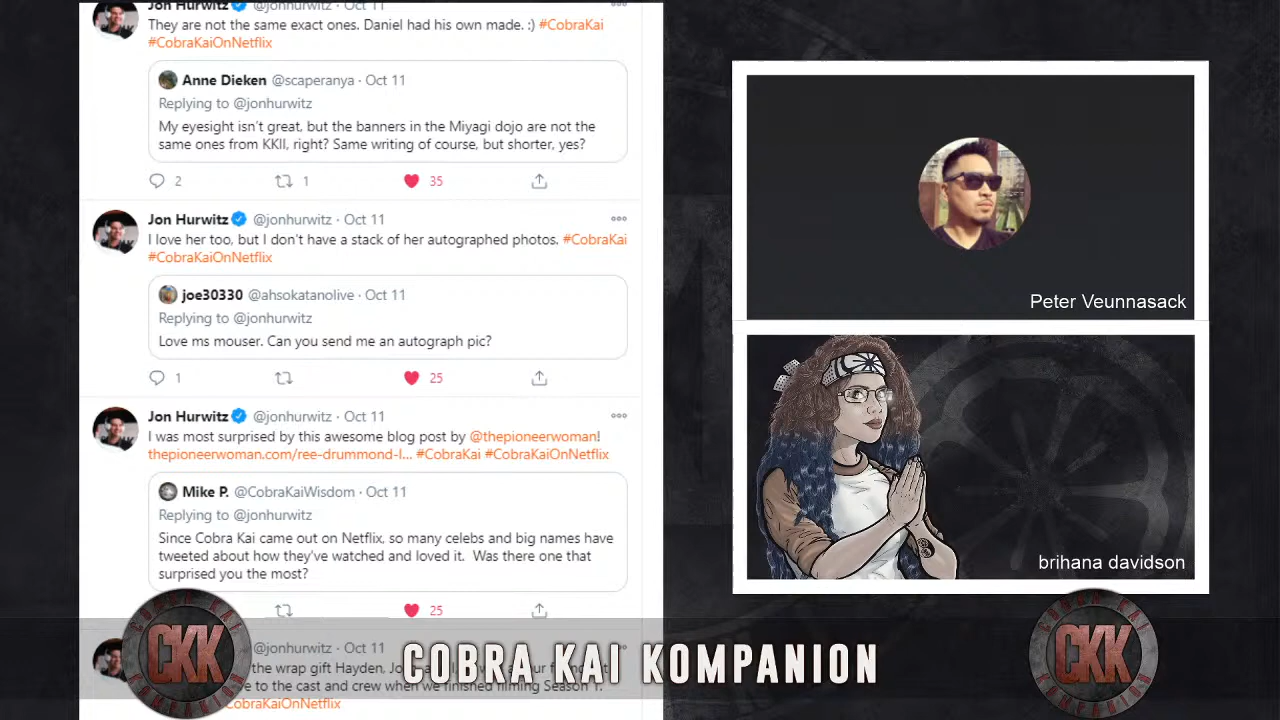 Jon Hurwitz @jonhurwitz · Oct 11
They are not the same exact ones. Daniel had his own made. :) #CobraKai
#CobraKaiOnNetflix
Anne Dieken @scaperanya · Oct 11
Replying to @jonhurwitz
My eyesight isn't great, but the banners in the Miyagi dojo are not the
same ones from KKII, right? Same writing of course, but shorter, yes?
2 1 35
Jon Hurwitz @jonhurwitz · Oct 11
I love her too, but I don't have a stack of her autographed photos. #CobraKai
#CobraKaiOnNetflix
joe30330 @ahsokatanolive · Oct 11
Replying to @jonhurwitz
Love ms mouser. Can you send me an autograph pic?
1 25
Jon Hurwitz @jonhurwitz · Oct 11
I was most surprised by this awesome blog post by @thepioneerwoman!
thepioneerwoman.com/ree-drummond-l... #CobraKai #CobraKaiOnNetflix
Mike P. @CobraKaiWisdom · Oct 11
Replying to @jonhurwitz
Since Cobra Kai came out on Netflix, so many celebs and big names have
tweeted about how they've watched and loved it. Was there one that
surprised you the most?
25
@jonhurwitz · Oct 11
the wrap gift Hayden,
to the cast and crew when we finished filming Season 1.
CobraKaiOnNetflix
Peter Veunnasack
brihana davidson
CKK
COBRA KAI KOMPANION
CKK